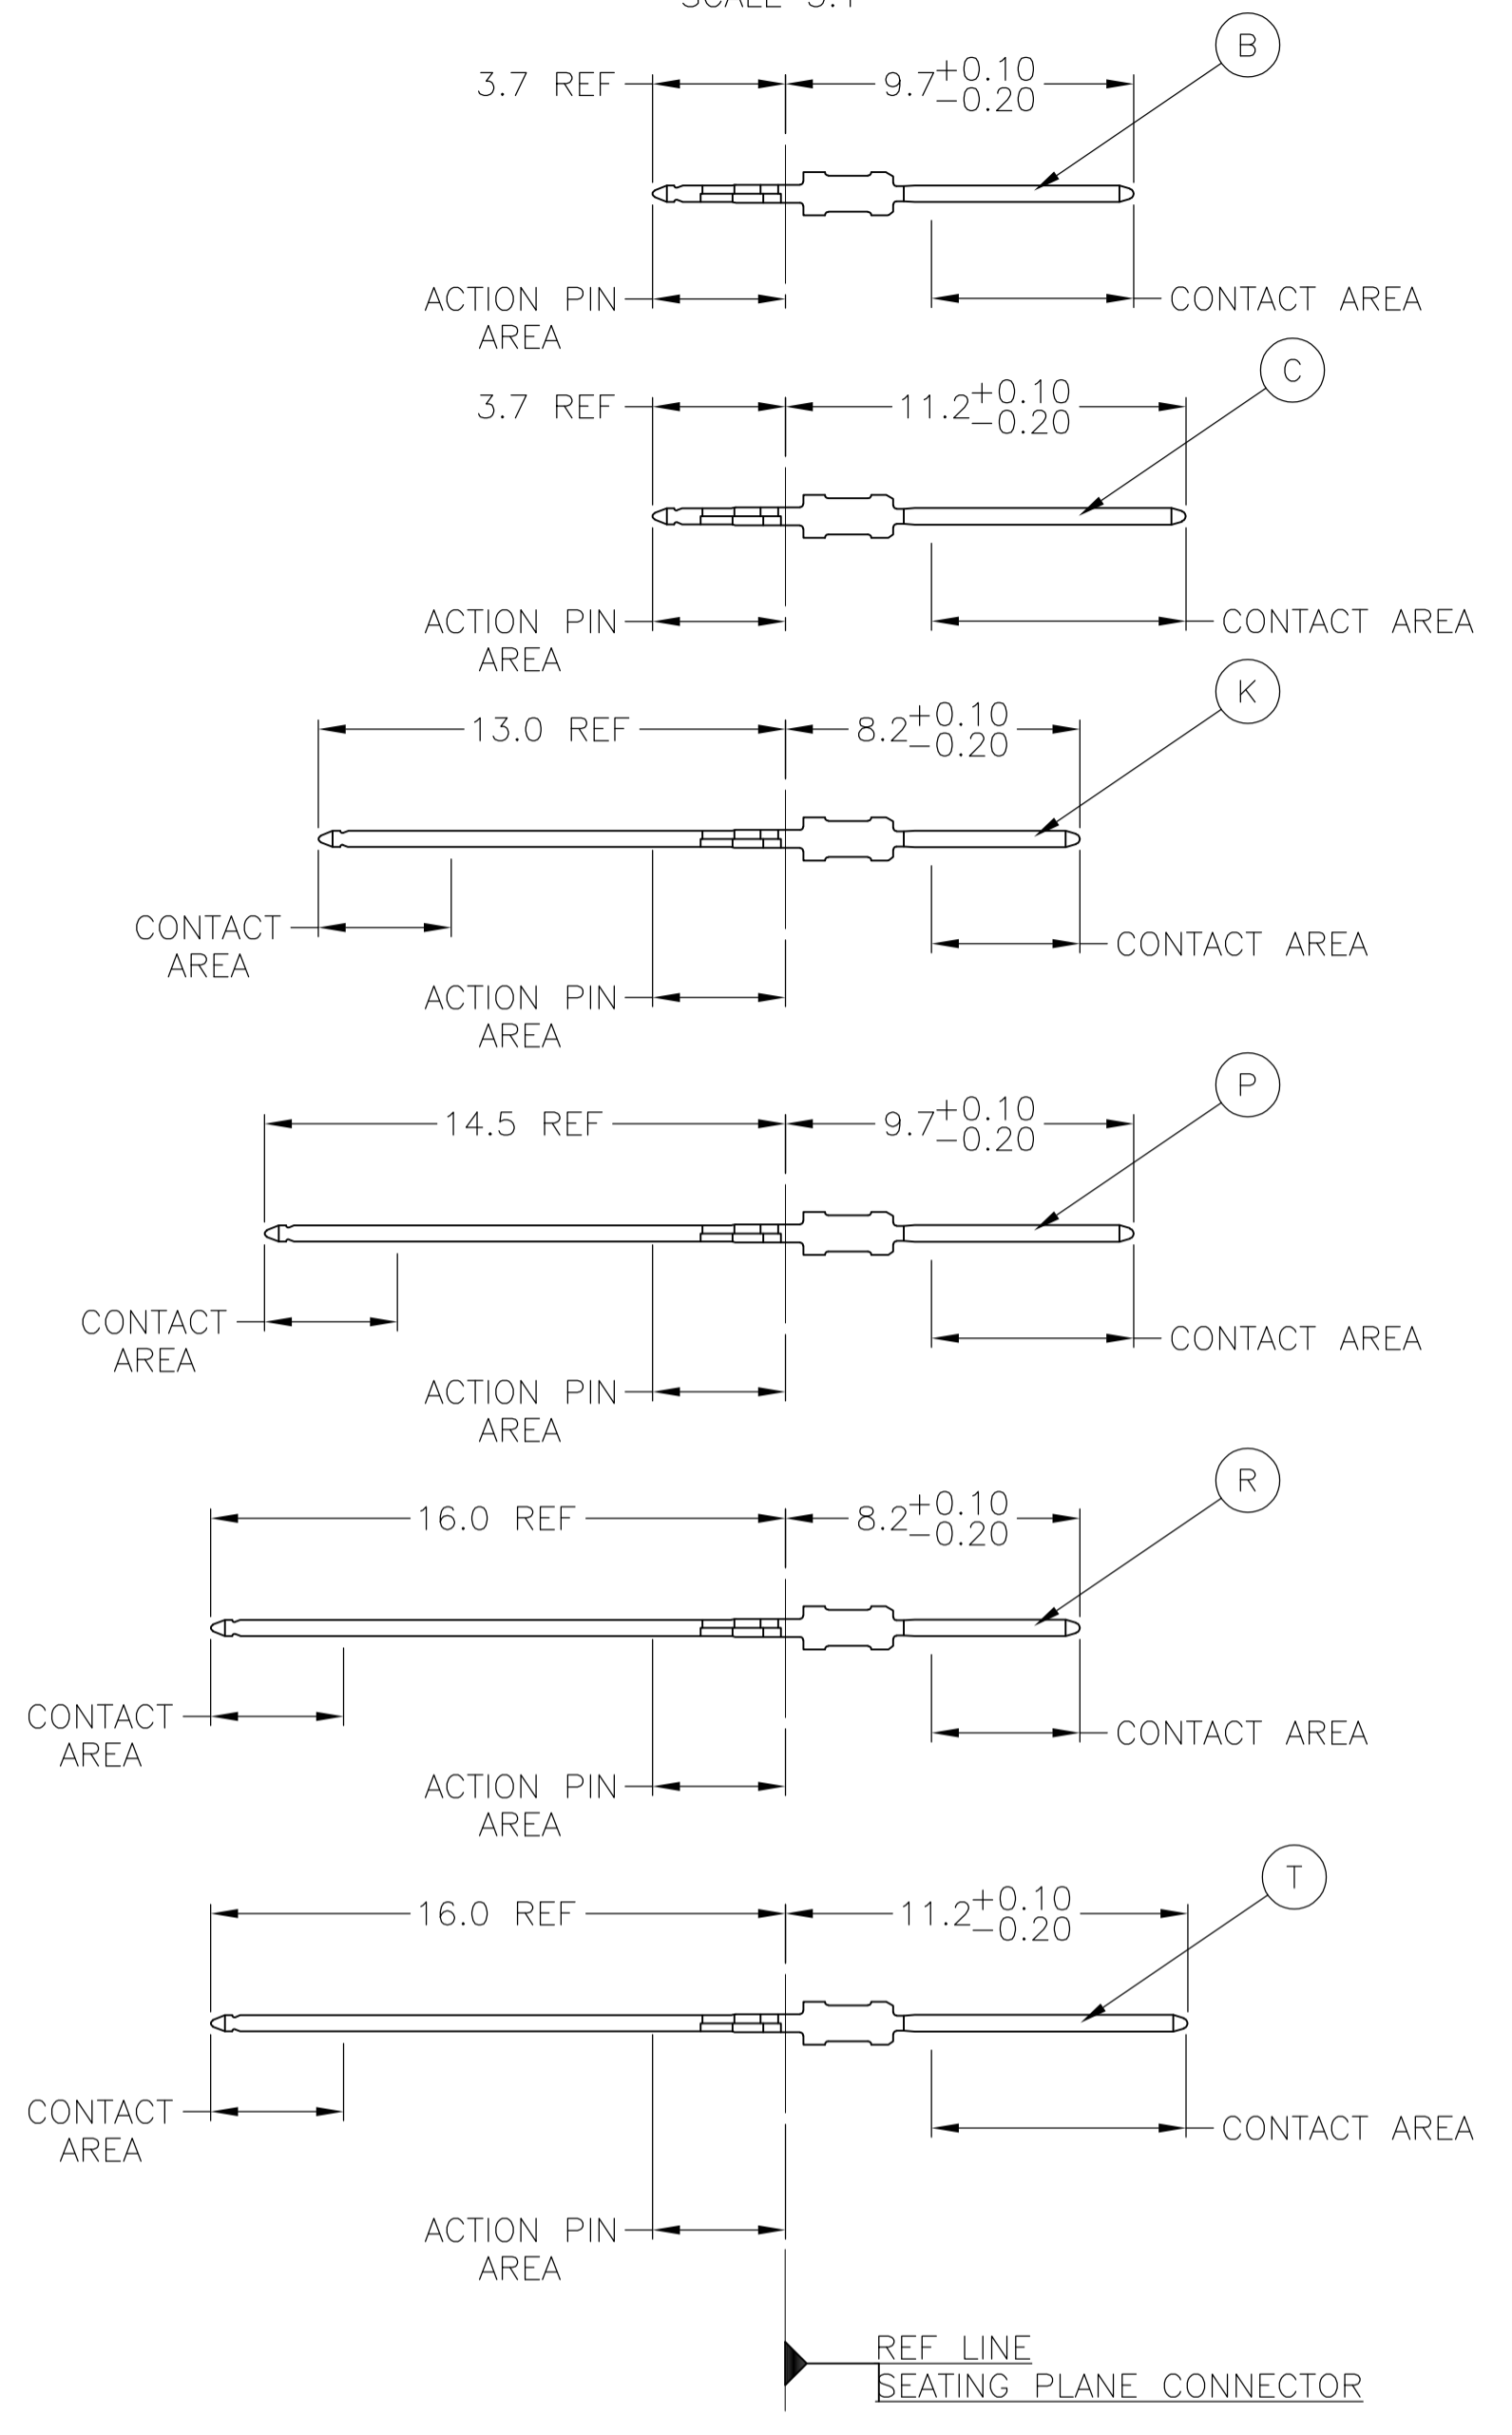 B
3.7 REF
9.7 +0.10
-0.20
ACTION PIN
AREA
CONTACT AREA
C
3.7 REF
11.2 +0.10
-0.20
ACTION PIN
AREA
CONTACT AREA
K
13.0 REF
8.2 +0.10
-0.20
CONTACT
AREA
CONTACT AREA
ACTION PIN
AREA
P
14.5 REF
9.7 +0.10
-0.20
CONTACT
AREA
CONTACT AREA
ACTION PIN
AREA
R
16.0 REF
8.2 +0.10
-0.20
CONTACT
AREA
CONTACT AREA
ACTION PIN
AREA
T
16.0 REF
11.2 +0.10
-0.20
CONTACT
AREA
CONTACT AREA
ACTION PIN
AREA
REF LINE
SEATING PLANE CONNECTOR